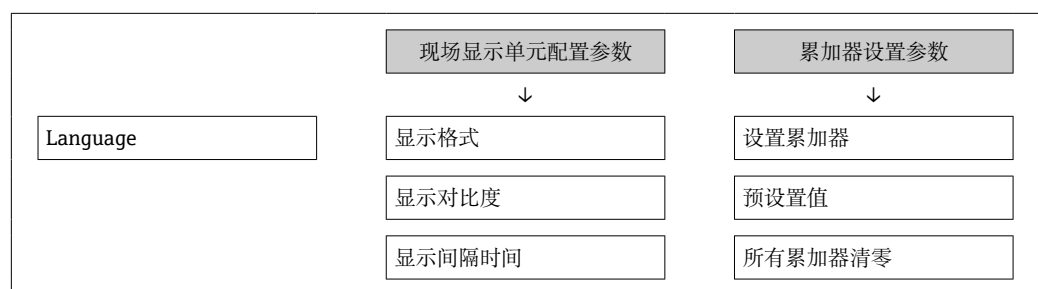 现场显示单元配置参数
累加器设置参数
↓
↓
Language
显示格式
设置累加器
显示对比度
预设置值
显示间隔时间
所有累加器清零